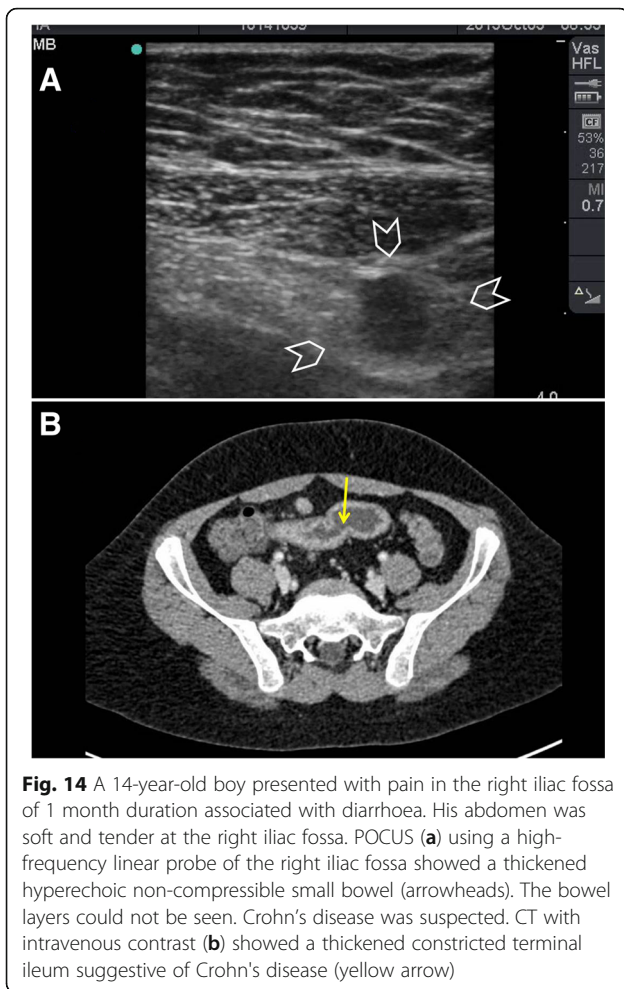 MB
Vas
HFL
A
CF
53%
36
217
MI
0.7
4.0
B
Fig. 14 A 14-year-old boy presented with pain in the right iliac fossa
of 1 month duration associated with diarrhoea. His abdomen was
soft and tender at the right iliac fossa. POCUS (a) using a high-
frequency linear probe of the right iliac fossa showed a thickened
hyperechoic non-compressible small bowel (arrowheads). The bowel
layers could not be seen. Crohn’s disease was suspected. CT with
intravenous contrast (b) showed a thickened constricted terminal
ileum suggestive of Crohn's disease (yellow arrow)